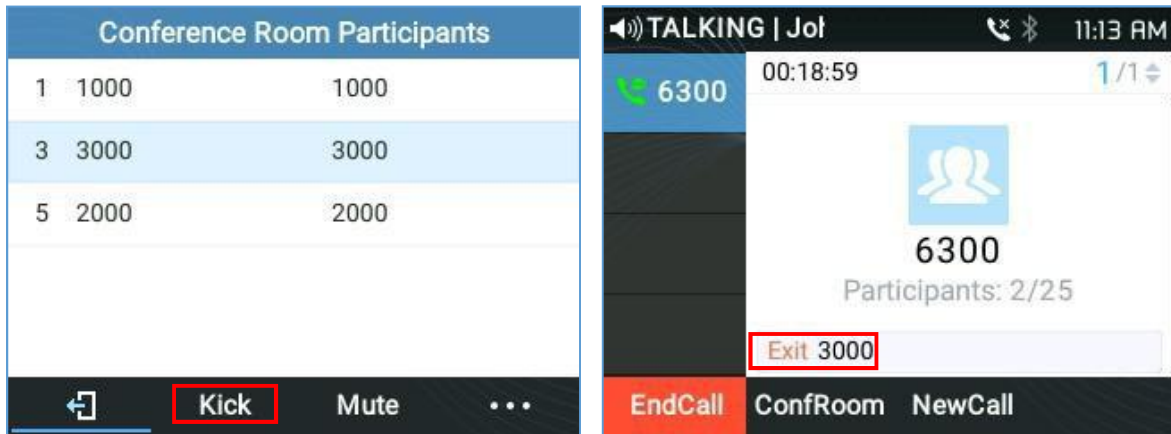 Conference Room Participants
1 1000 1000
3 3000 3000
5 2000 2000
Kick Mute ...
TALKING | Joh 11:13 AM
6300
00:18:59 1/1
6300
Participants: 2/25
Exit 3000
EndCall ConfRoom NewCall